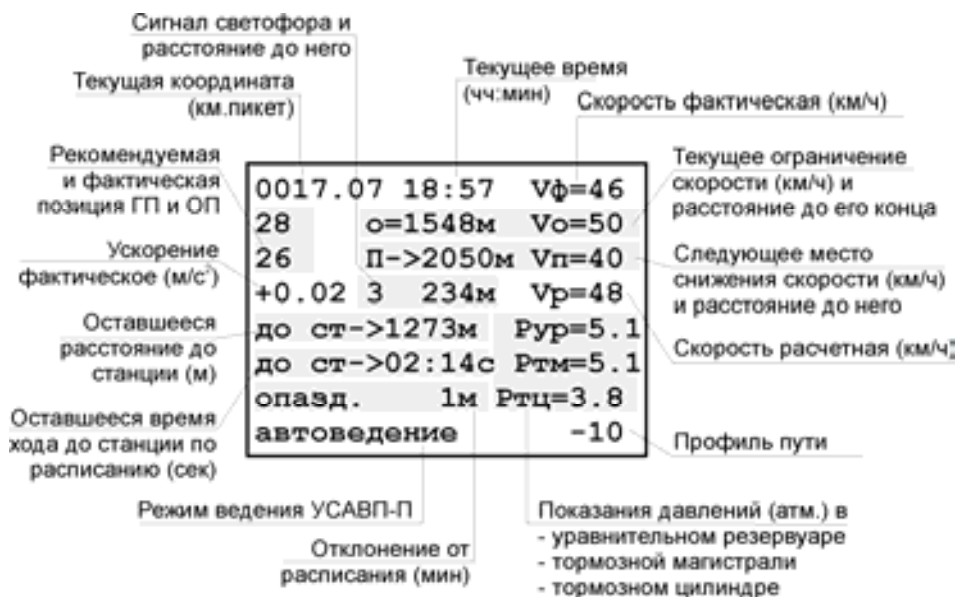 Сигнал светофора и
расстояние до него
Текущая координата
(км.пикет)
Текущее время
(чч:мин)
Скорость фактическая (км/ч)
Рекомендуемая
и фактическая
позиция ГП и ОП
Ускорение
фактическое (м/с²)
Оставшееся
расстояние до
станции (м)
Оставшееся время
хода до станции по
расписанию (сек)
0017.07 18:57 Vф=46
28 о=1548м Vо=50
26 П->2050м Vп=40
+0.02 З 234м Vр=48
до ст->1273м Рур=5.1
до ст->02:14с Ртм=5.1
опазд. 1м Ртц=3.8
автоведение -10
Текущее ограничение
скорости (км/ч) и
расстояние до его конца
Следующее место
снижения скорости (км/ч)
и расстояние до него
Скорость расчетная (км/ч)
Профиль пути
Режим ведения УСАВП-П
Отклонение от
расписания (мин)
Показания давлений (атм.) в
- уравнительном резервуаре
- тормозной магистрали
- тормозном цилиндре